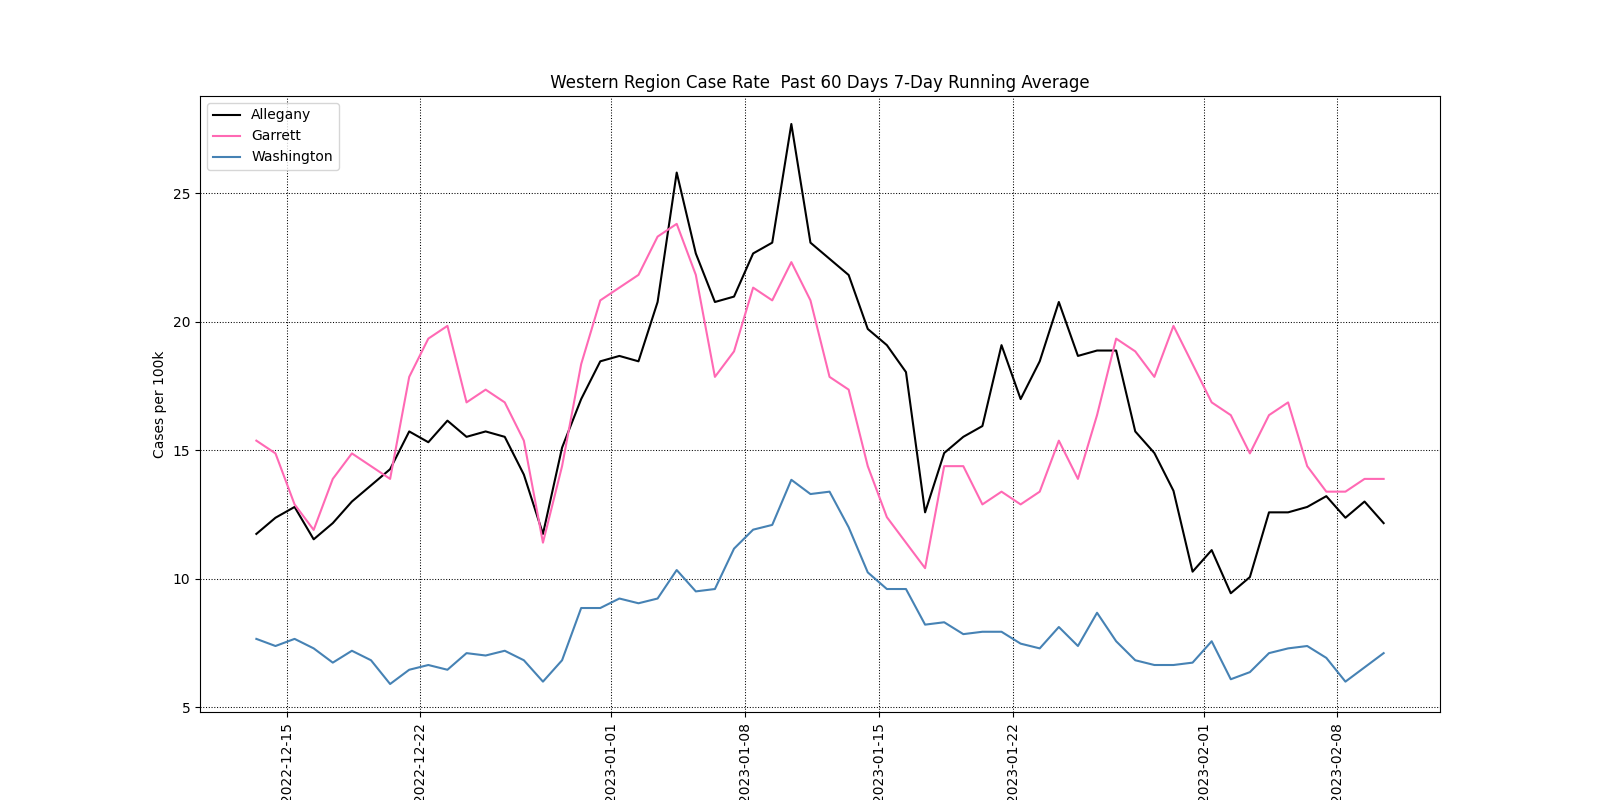 Western Region Case Rate  Past 60 Days 7-Day Running Average
Allegany
Garrett
Washington
Cases per 100k
25
20
15
10
5
2022-12-15
2022-12-22
2023-01-01
2023-01-08
2023-01-15
2023-01-22
2023-02-01
2023-02-08